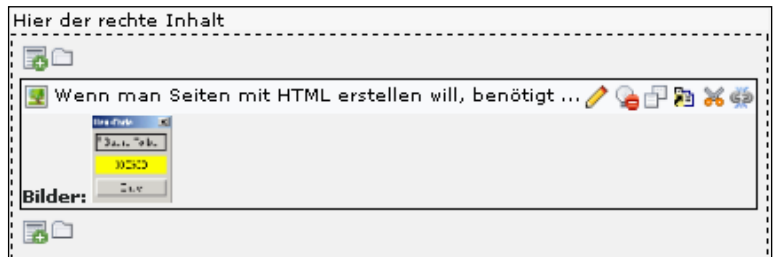 Hier der rechte Inhalt
Wenn man Seiten mit HTML erstellen will, benötigt ...
Bilder: